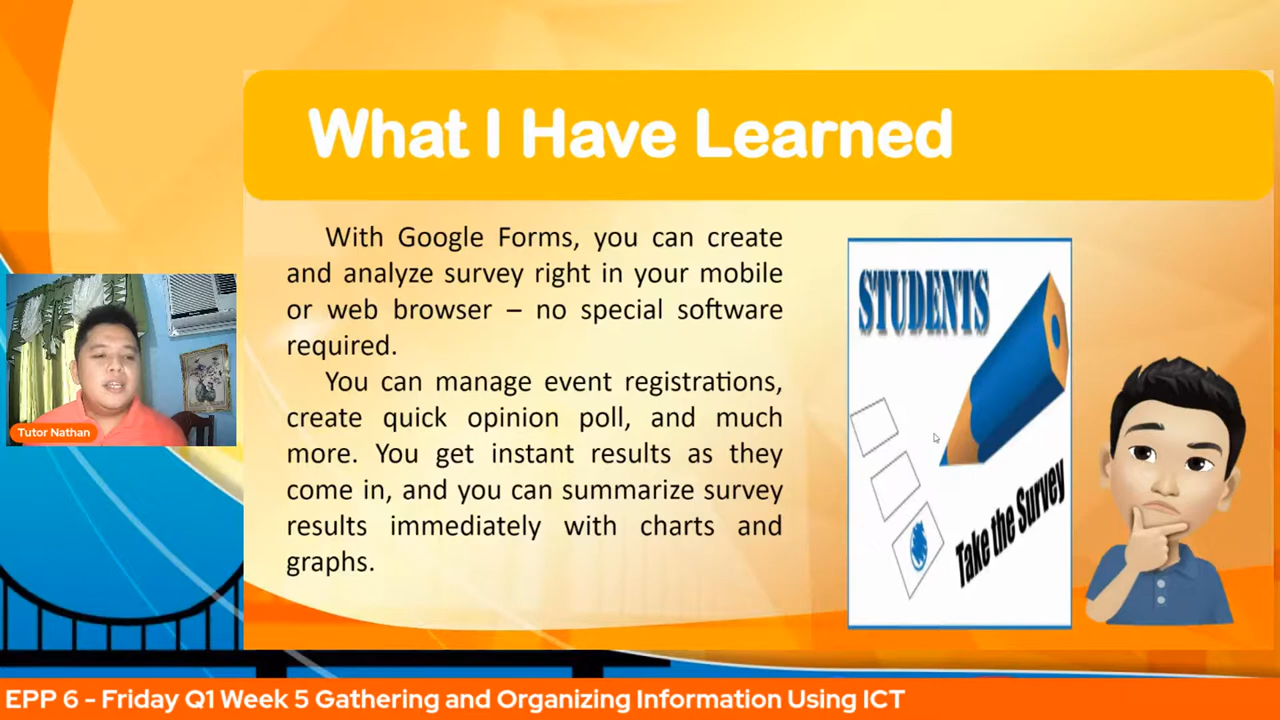 What I Have Learned
With Google Forms, you can create
and analyze survey right in your mobile
or web browser – no special software
required.
You can manage event registrations,
create quick opinion poll, and much
more. You get instant results as they
come in, and you can summarize survey
results immediately with charts and
graphs.
STUDENTS
Take the Survey
Tutor Nathan
EPP 6 - Friday Q1 Week 5 Gathering and Organizing Information Using ICT